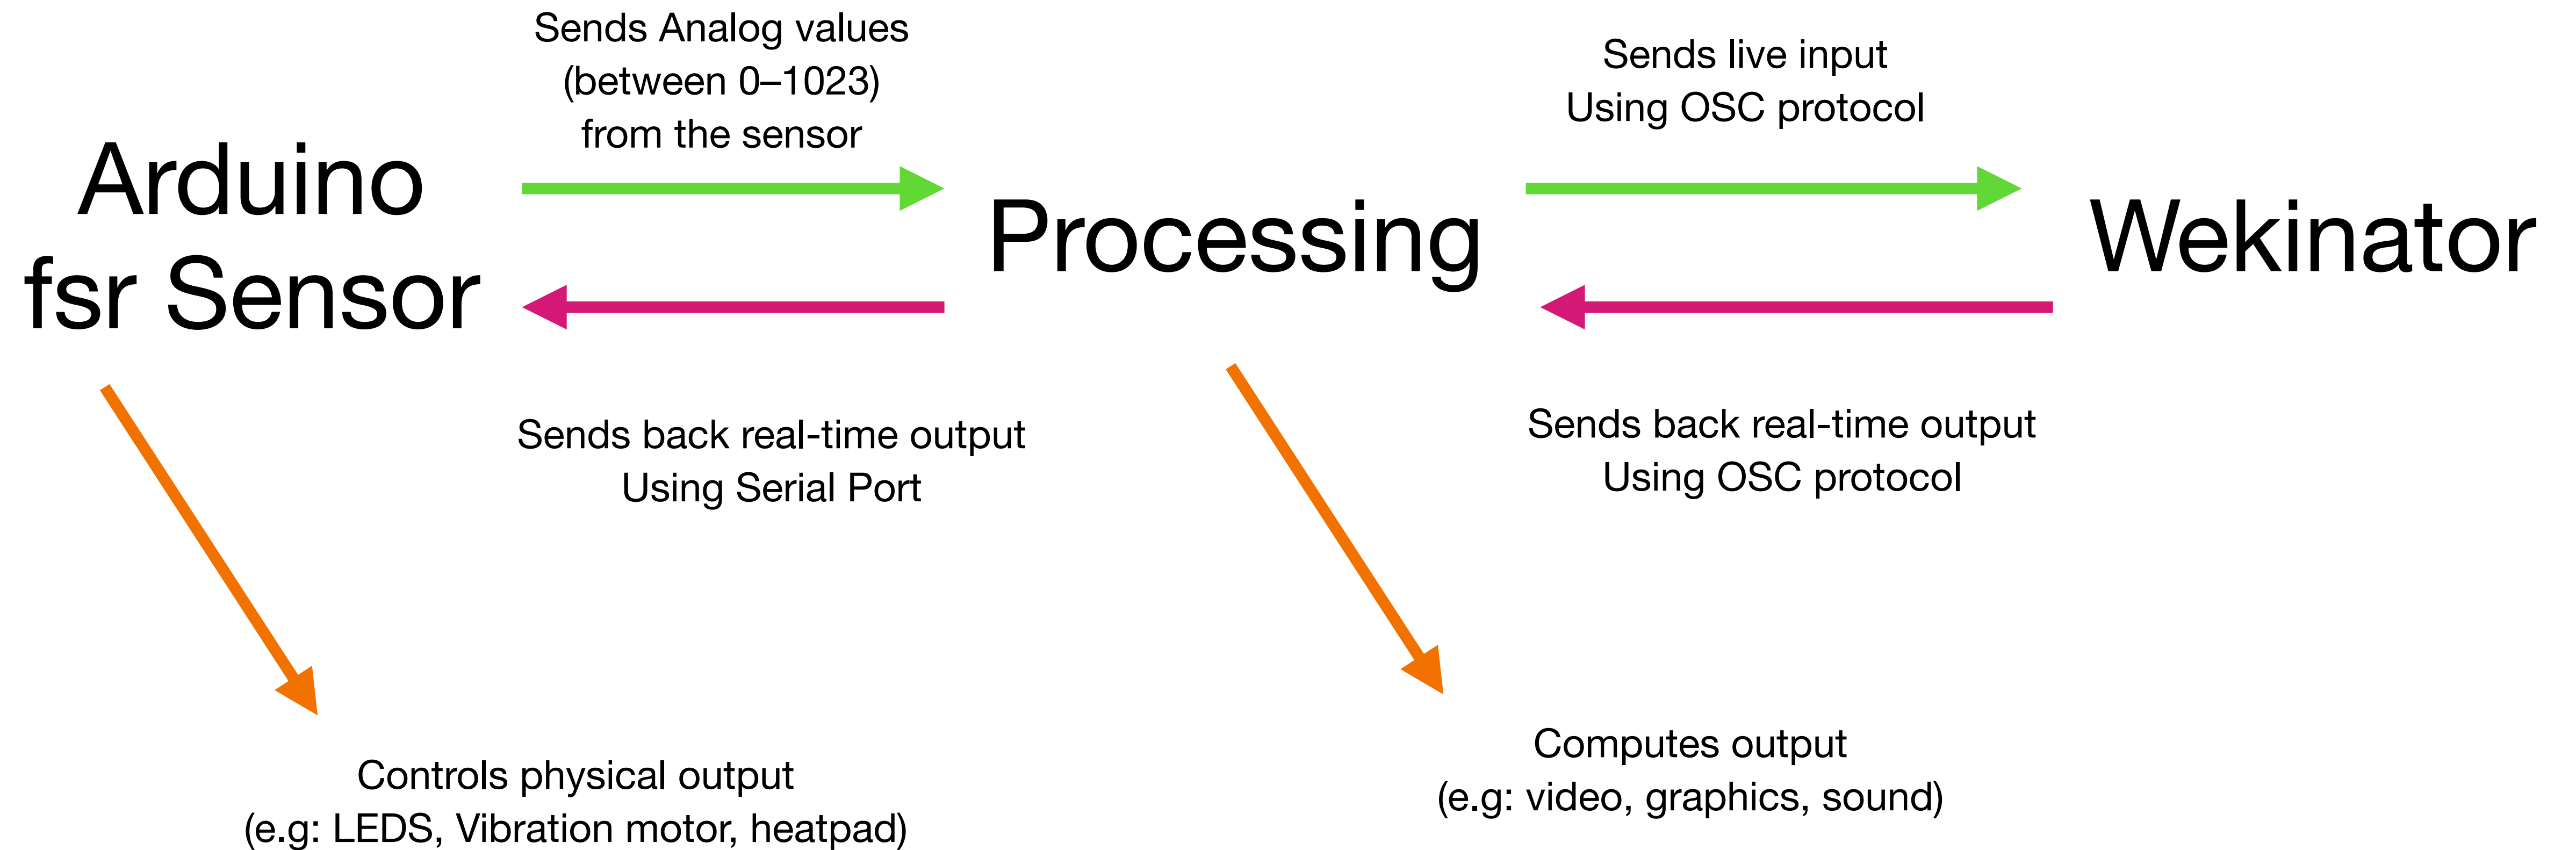 Sends Analog values
(between 0–1023)
from the sensor
Sends live input
Using OSC protocol
Arduino
fsr Sensor
Processing
Wekinator
Sends back real-time output
Using Serial Port
Sends back real-time output
Using OSC protocol
Controls physical output
(e.g: LEDS, Vibration motor, heatpad)
Computes output
(e.g: video, graphics, sound)